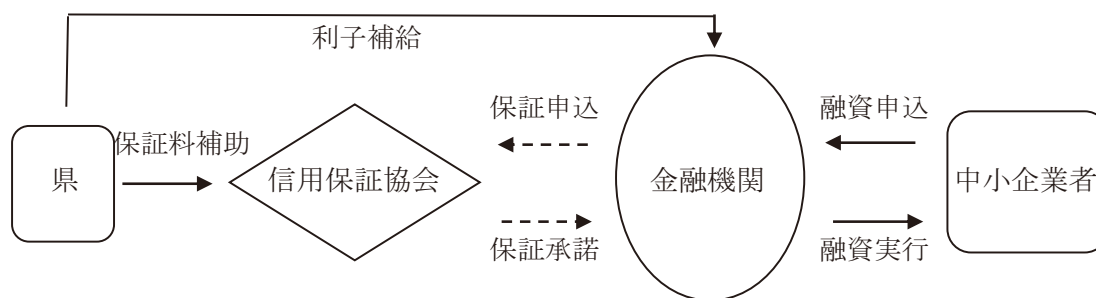 利子補給
保証申込
融資申込
保証料補助
県
信用保証協会
金融機関
中小企業者
保証承諾
融資実行